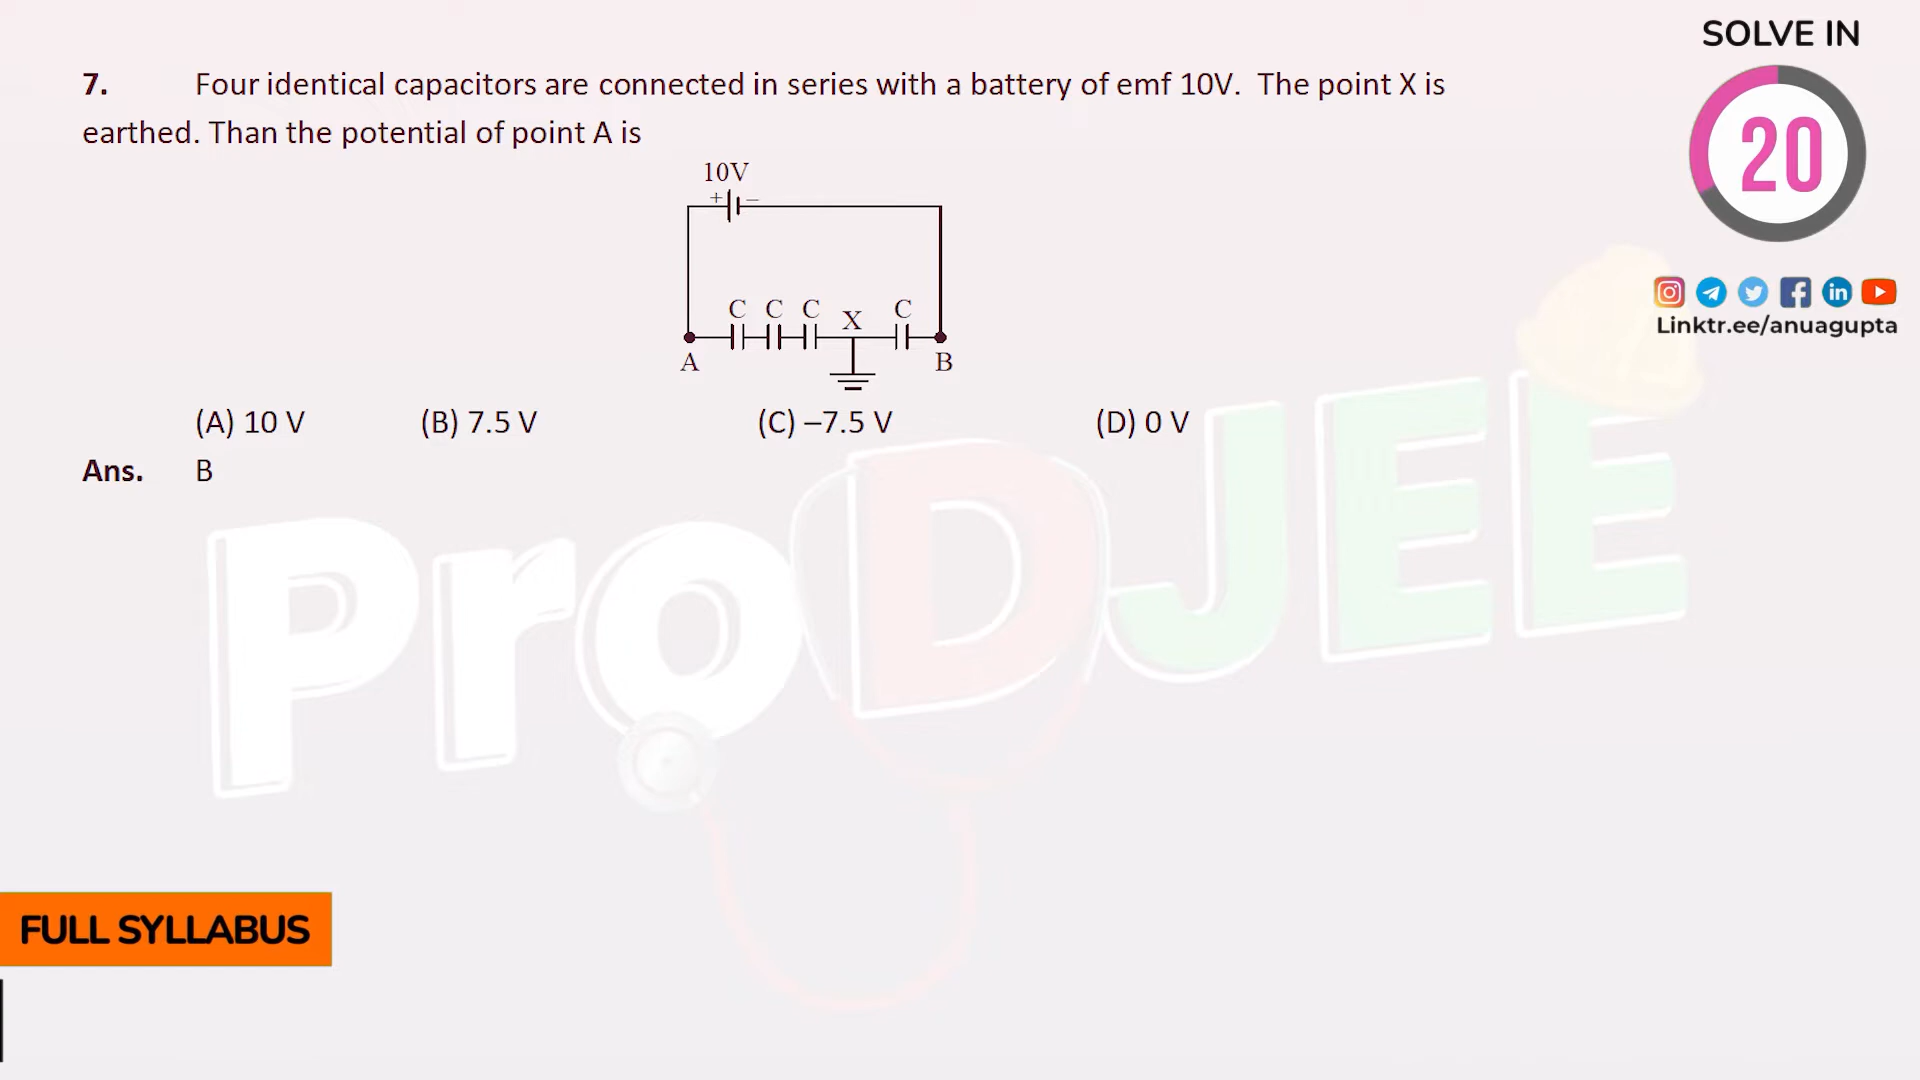 SOLVE IN
20
Linktr.ee/anuagupta
7. Four identical capacitors are connected in series with a battery of emf 10V. The point X is
earthed. Than the potential of point A is
10V
+ –
C C C X C
A B
(A) 10 V (B) 7.5 V (C) –7.5 V (D) 0 V
Ans. B
ProDJEE
FULL SYLLABUS